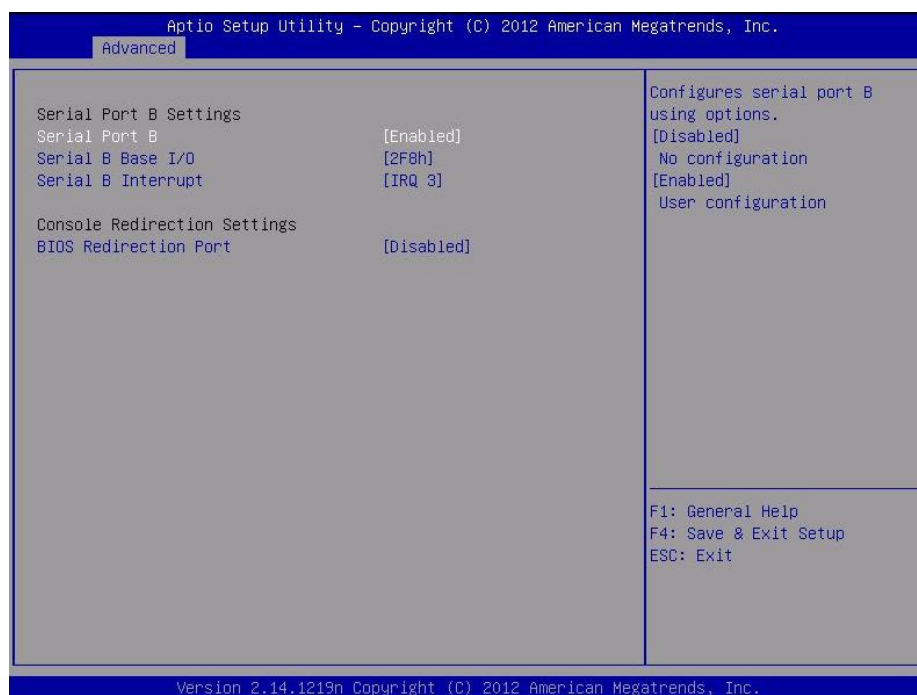 Aptio Setup Utility – Copyright (C) 2012 American Megatrends, Inc.
Advanced
Serial Port B Settings
Serial Port B [Enabled]
Serial B Base I/O [2F8h]
Serial B Interrupt [IRQ 3]
Console Redirection Settings
BIOS Redirection Port [Disabled]
Configures serial port B
using options.
[Disabled]
No configuration
[Enabled]
User configuration
F1: General Help
F4: Save & Exit Setup
ESC: Exit
Version 2.14.1219n Copyright (C) 2012 American Megatrends, Inc.